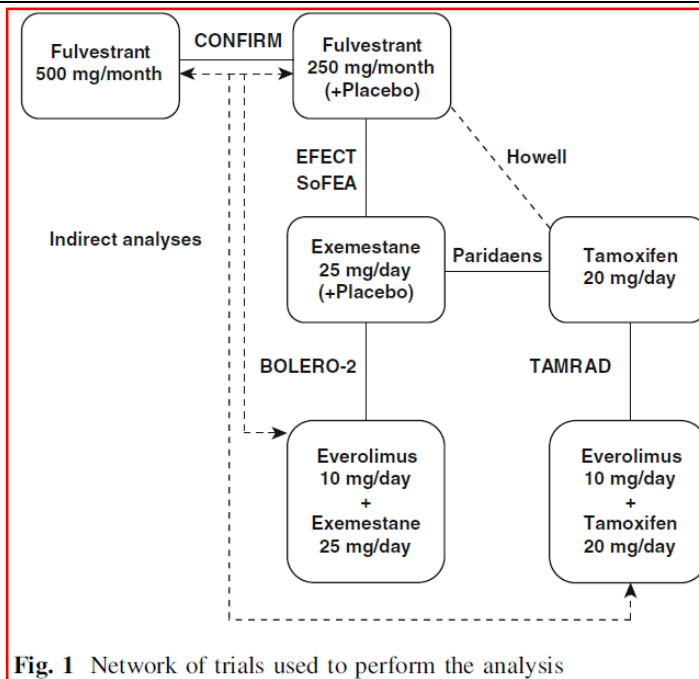 Fulvestrant
500 mg/month
CONFIRM
Fulvestrant
250 mg/month
(+Placebo)
EFECT
SoFEA
Howell
Indirect analyses
Exemestane
25 mg/day
(+Placebo)
Paridaens
Tamoxifen
20 mg/day
BOLERO-2
TAMRAD
Everolimus
10 mg/day
+
Exemestane
25 mg/day
Everolimus
10 mg/day
+
Tamoxifen
20 mg/day
Fig. 1 Network of trials used to perform the analysis